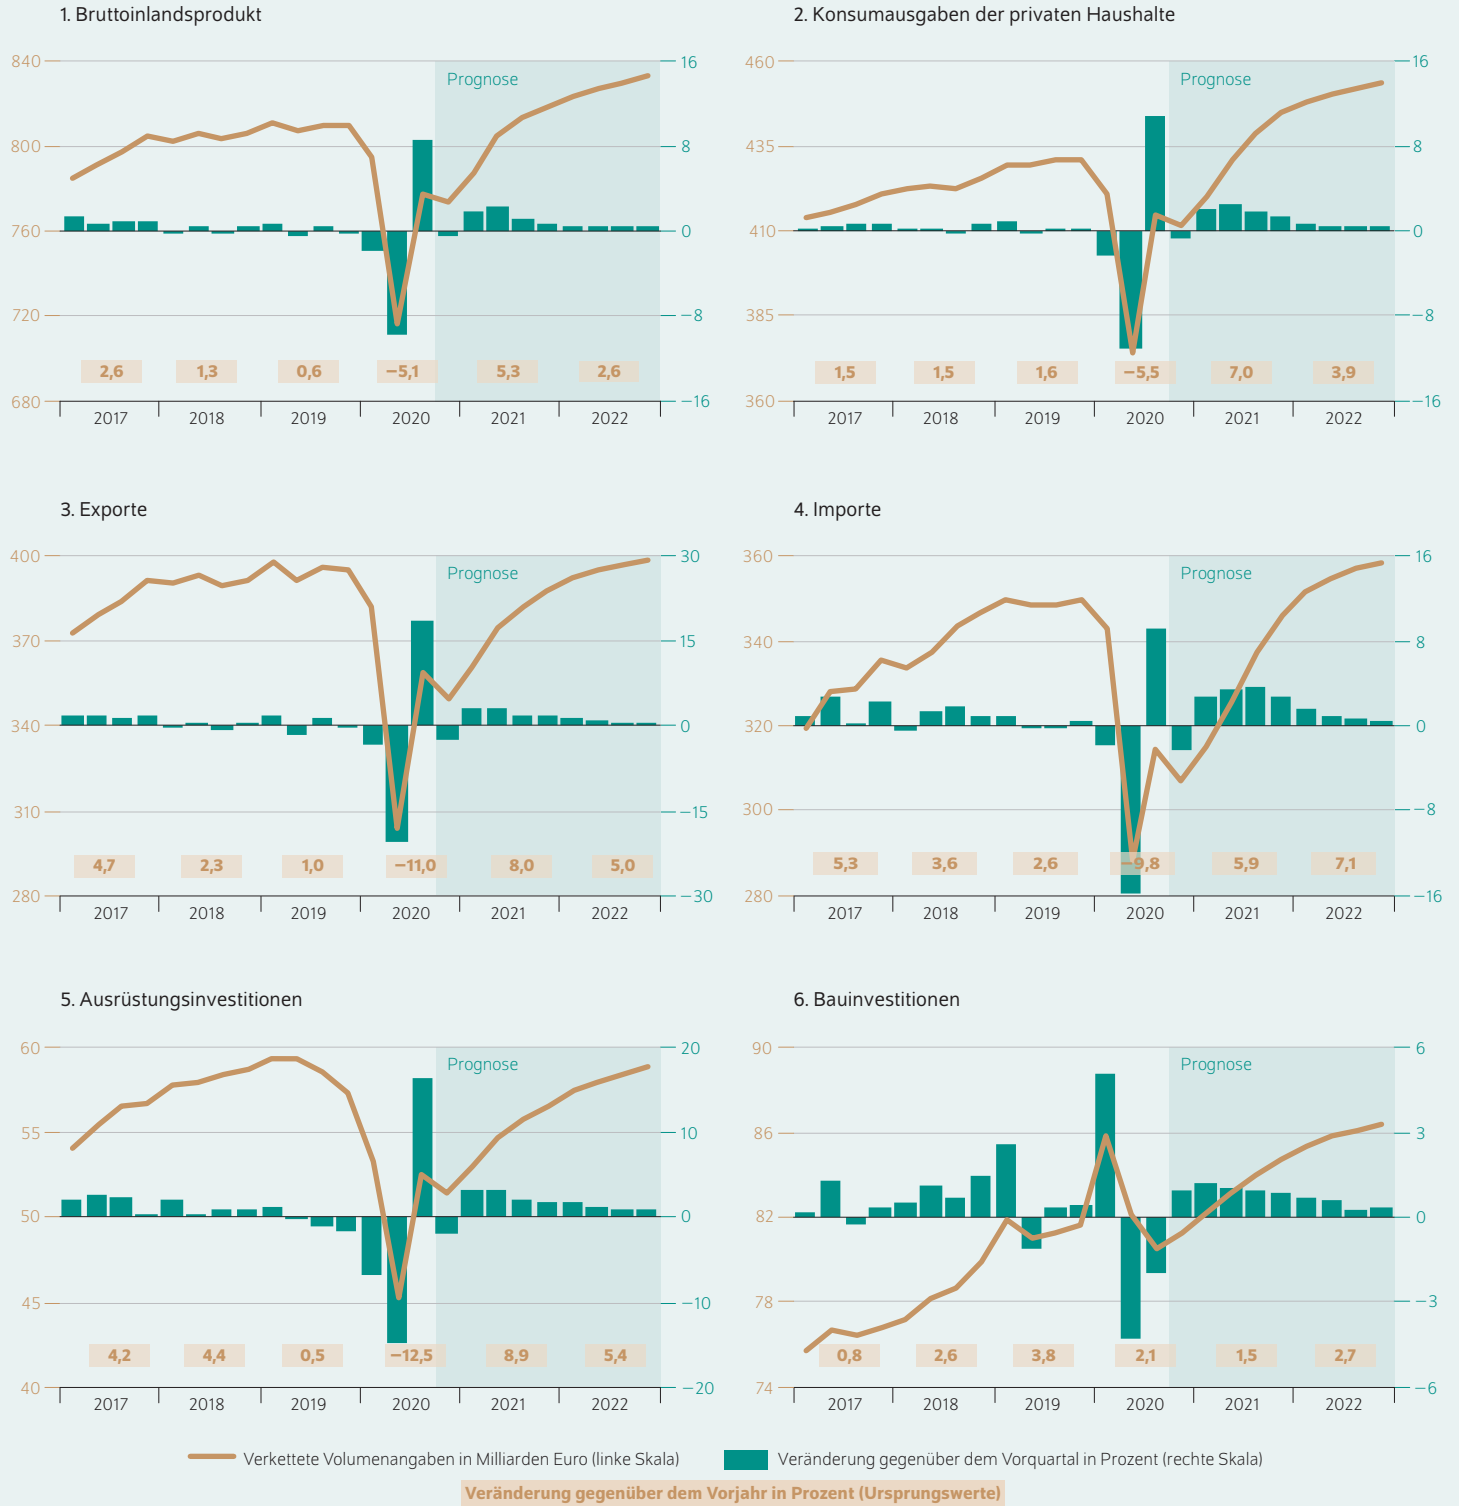 1. Bruttoinlandsprodukt
840
16
Prognose
800
8
760
0
720
−8
2,6 1,3 0,6 −5,1 5,3 2,6
680
−16
2017 2018 2019 2020 2021 2022
2. Konsumausgaben der privaten Haushalte
460
16
Prognose
435
8
410
0
385
−8
1,5 1,5 1,6 −5,5 7,0 3,9
360
−16
2017 2018 2019 2020 2021 2022
3. Exporte
400
30
Prognose
370
15
340
0
310
−15
4,7 2,3 1,0 −11,0 8,0 5,0
280
−30
2017 2018 2019 2020 2021 2022
4. Importe
360
16
Prognose
340
8
320
0
300
−8
5,3 3,6 2,6 −9,8 5,9 7,1
280
−16
2017 2018 2019 2020 2021 2022
5. Ausrüstungsinvestitionen
60
20
Prognose
55
10
50
0
45
−10
4,2 4,4 0,5 −12,5 8,9 5,4
40
−20
2017 2018 2019 2020 2021 2022
6. Bauinvestitionen
90
6
Prognose
86
3
82
0
78
−3
0,8 2,6 3,8 2,1 1,5 2,7
74
−6
2017 2018 2019 2020 2021 2022
Verkettete Volumenangaben in Milliarden Euro (linke Skala)
Veränderung gegenüber dem Vorquartal in Prozent (rechte Skala)
Veränderung gegenüber dem Vorjahr in Prozent (Ursprungswerte)